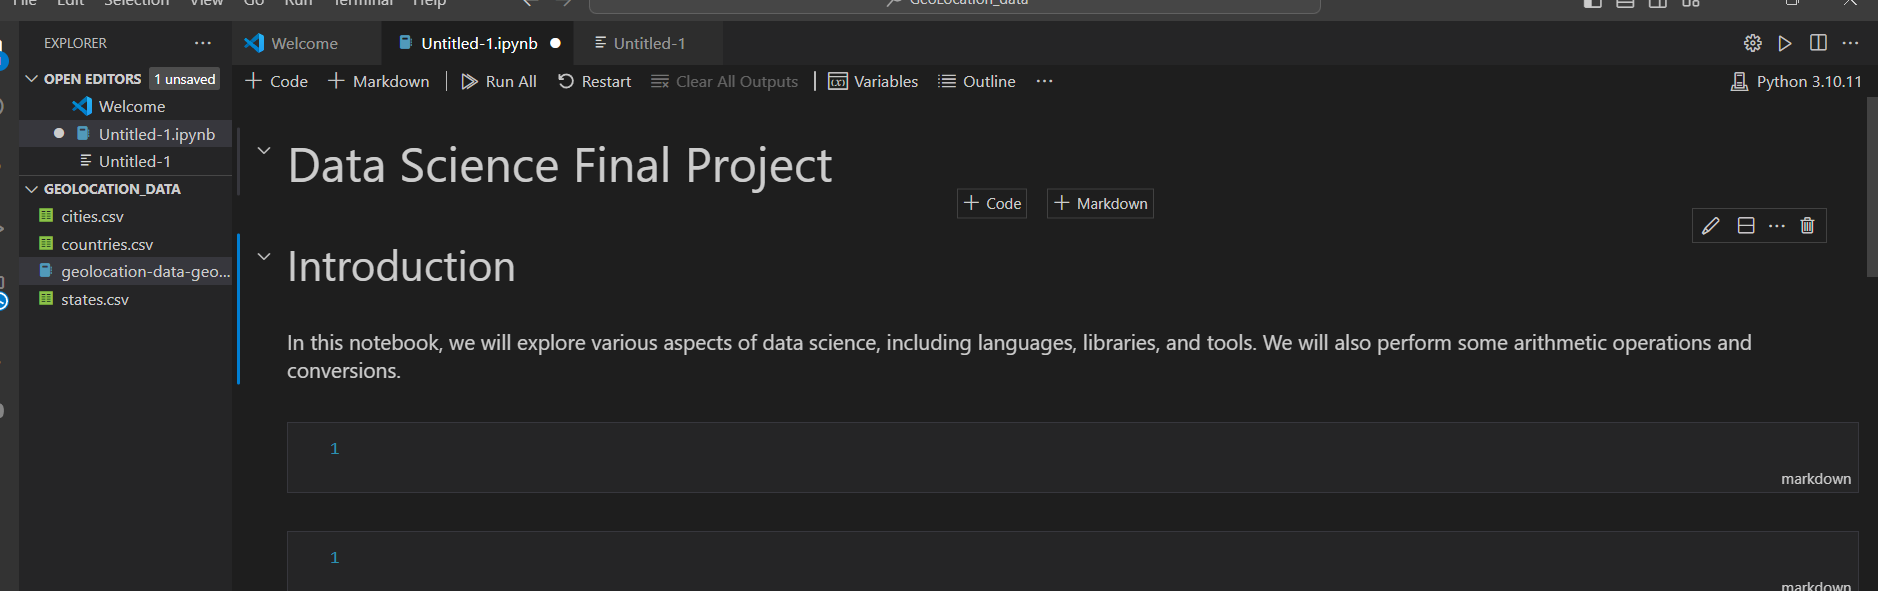 File Edit Selection View Go Run Terminal Help
GeoLocation_data
EXPLORER
Welcome
Untitled-1.ipynb
Untitled-1
OPEN EDITORS 1 unsaved
Welcome
Untitled-1.ipynb
Untitled-1
GEOLOCATION_DATA
cities.csv
countries.csv
geolocation-data-geo...
states.csv
Code Markdown Run All Restart Clear All Outputs Variables Outline
Python 3.10.11
Data Science Final Project
Code Markdown
Introduction
In this notebook, we will explore various aspects of data science, including languages, libraries, and tools. We will also perform some arithmetic operations and
conversions.
1
markdown
1
markdown